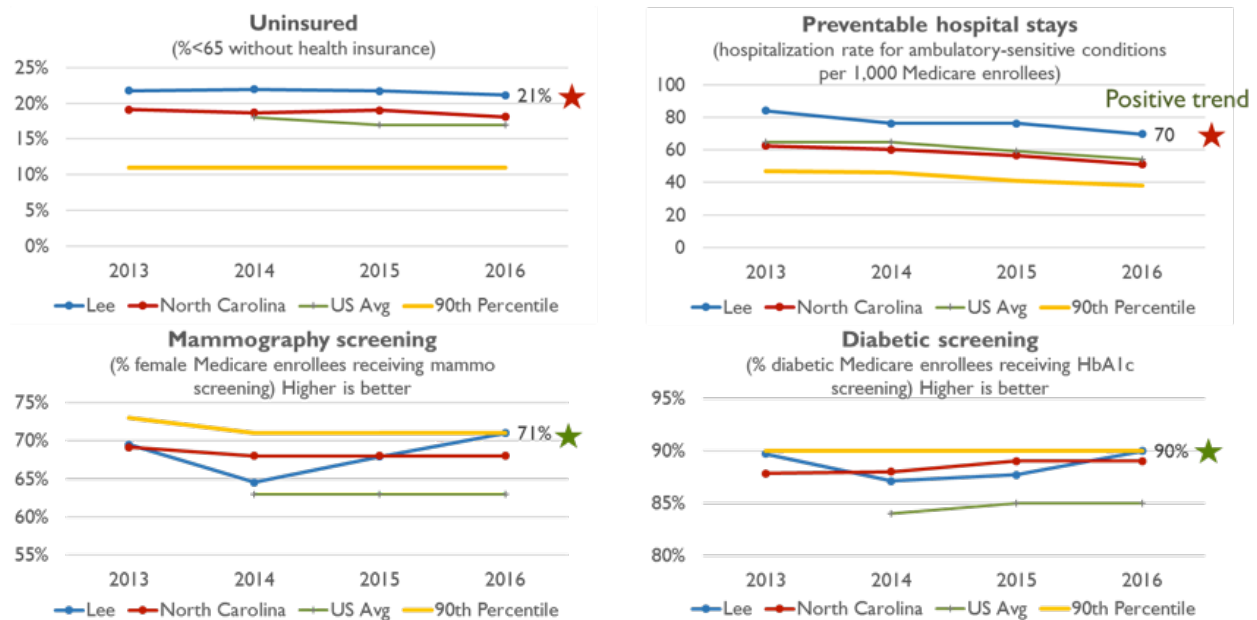 Uninsured
(%<65 without health insurance)
25%
20%
15%
10%
5%
0%
21%
2013 2014 2015 2016
Lee North Carolina US Avg 90th Percentile
Preventable hospital stays
(hospitalization rate for ambulatory-sensitive conditions
per 1,000 Medicare enrollees)
Positive trend
100
80
60
40
20
0
70
2013 2014 2015 2016
Lee North Carolina US Avg 90th Percentile
Mammography screening
(% female Medicare enrollees receiving mammo
screening) Higher is better
75%
70%
65%
60%
55%
71%
2013 2014 2015 2016
Lee North Carolina US Avg 90th Percentile
Diabetic screening
(% diabetic Medicare enrollees receiving HbA1c
screening) Higher is better
95%
90%
85%
80%
90%
2013 2014 2015 2016
Lee North Carolina US Avg 90th Percentile